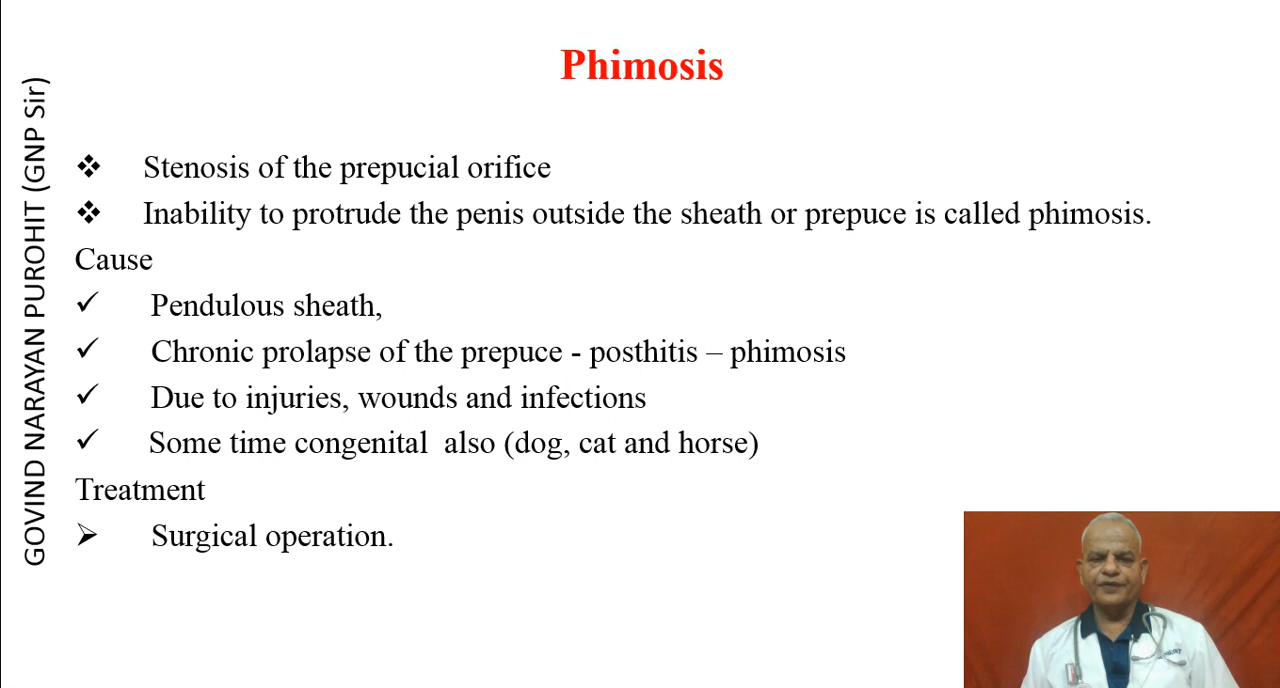 Phimosis
GOVIND NARAYAN PUROHIT (GNP Sir)
❖ Stenosis of the prepucial orifice
❖ Inability to protrude the penis outside the sheath or prepuce is called phimosis.
Cause
✓ Pendulous sheath,
✓ Chronic prolapse of the prepuce - posthitis – phimosis
✓ Due to injuries, wounds and infections
✓ Some time congenital also (dog, cat and horse)
Treatment
➢ Surgical operation.